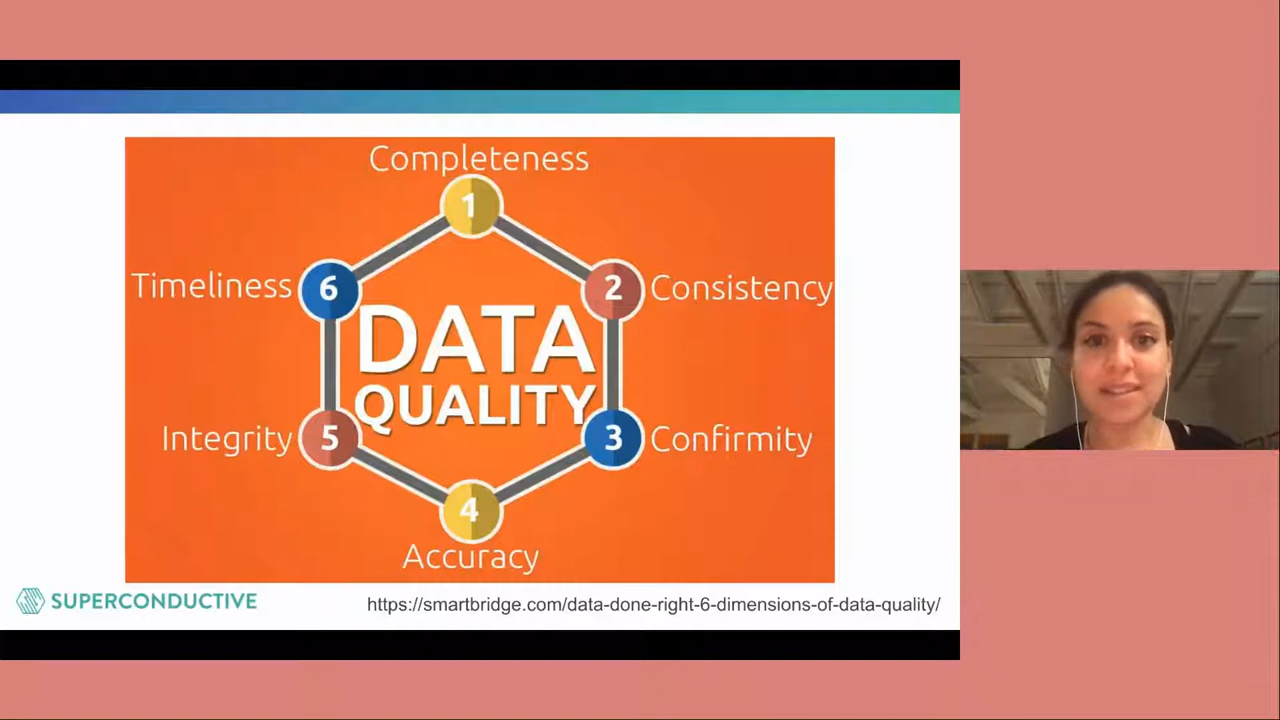 Completeness
1
Timeliness
6
2
Consistency
DATA
QUALITY
Integrity
5
3
Confirmity
4
Accuracy
SUPERCONDUCTIVE
https://smartbridge.com/data-done-right-6-dimensions-of-data-quality/